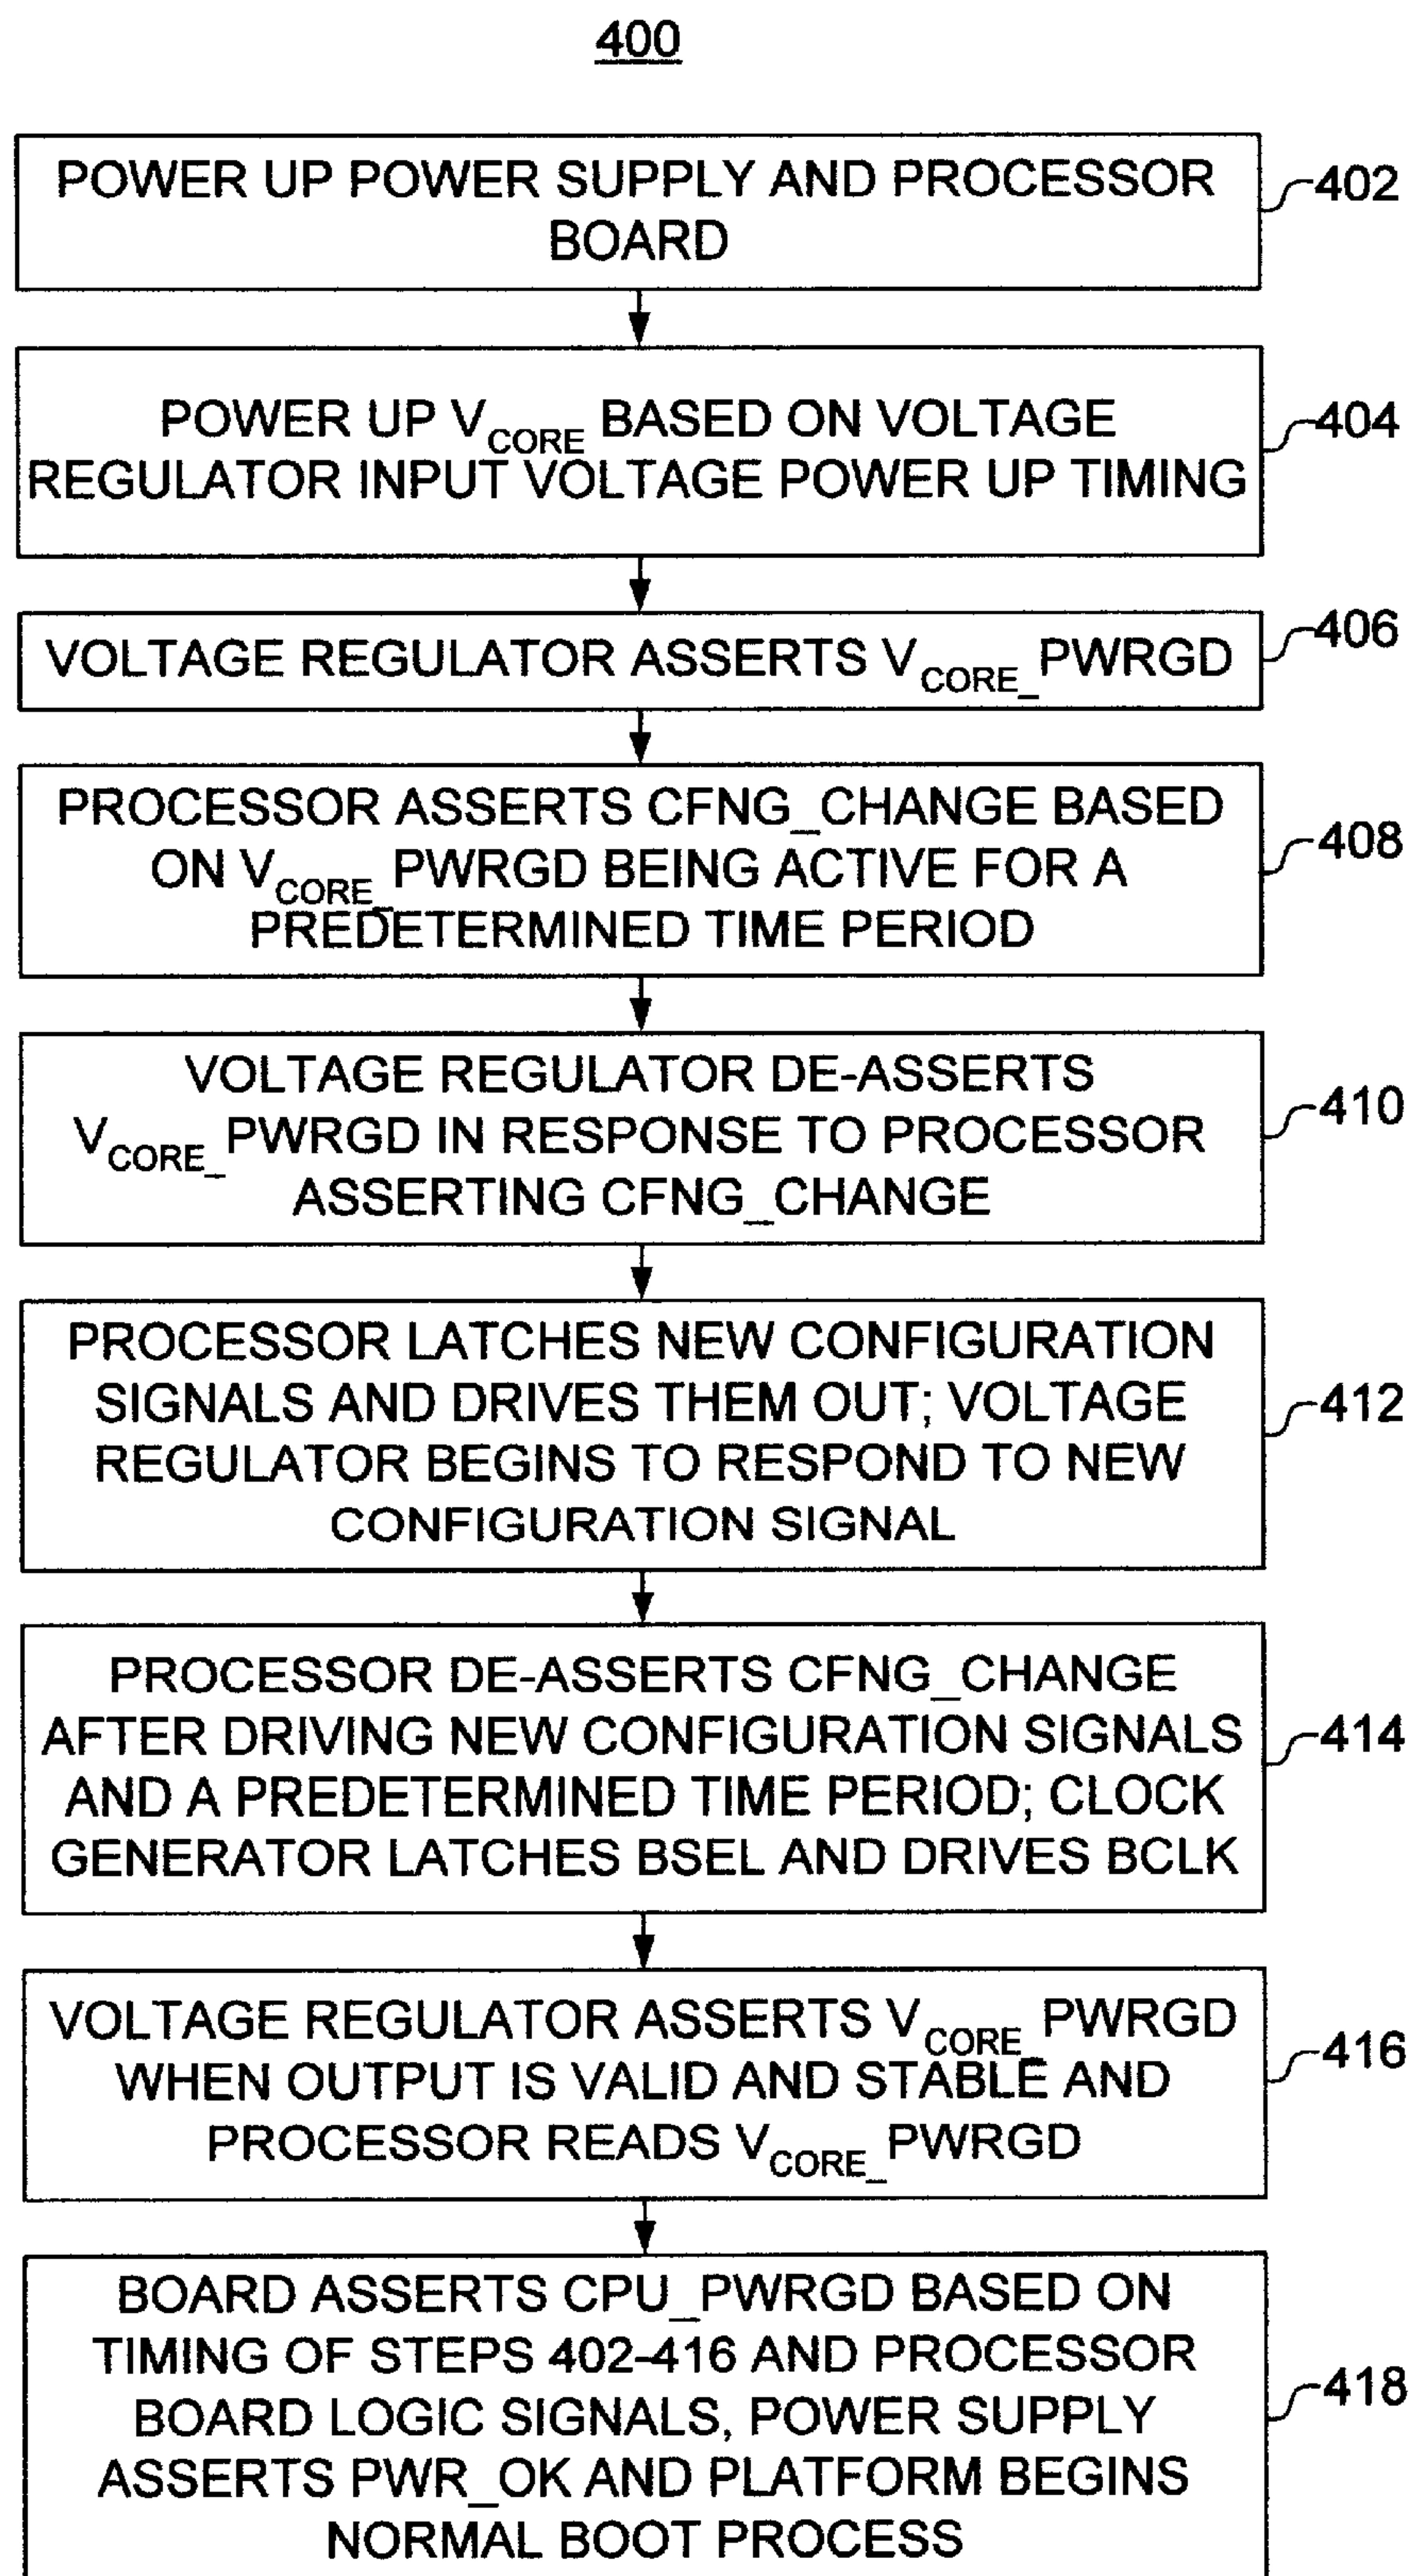 400
POWER UP POWER SUPPLY AND PROCESSOR
BOARD
402
POWER UP VCORE BASED ON VOLTAGE
REGULATOR INPUT VOLTAGE POWER UP TIMING
404
VOLTAGE REGULATOR ASSERTS VCORE_PWRGD
406
PROCESSOR ASSERTS CFNG_CHANGE BASED
ON VCORE_PWRGD BEING ACTIVE FOR A
PREDETERMINED TIME PERIOD
408
VOLTAGE REGULATOR DE-ASSERTS
VCORE_PWRGD IN RESPONSE TO PROCESSOR
ASSERTING CFNG_CHANGE
410
PROCESSOR LATCHES NEW CONFIGURATION
SIGNALS AND DRIVES THEM OUT; VOLTAGE
REGULATOR BEGINS TO RESPOND TO NEW
CONFIGURATION SIGNAL
412
PROCESSOR DE-ASSERTS CFNG_CHANGE
AFTER DRIVING NEW CONFIGURATION SIGNALS
AND A PREDETERMINED TIME PERIOD; CLOCK
GENERATOR LATCHES BSEL AND DRIVES BCLK
414
VOLTAGE REGULATOR ASSERTS VCORE_PWRGD
WHEN OUTPUT IS VALID AND STABLE AND
PROCESSOR READS VCORE_PWRGD
416
BOARD ASSERTS CPU_PWRGD BASED ON
TIMING OF STEPS 402-416 AND PROCESSOR
BOARD LOGIC SIGNALS, POWER SUPPLY
ASSERTS PWR_OK AND PLATFORM BEGINS
NORMAL BOOT PROCESS
418